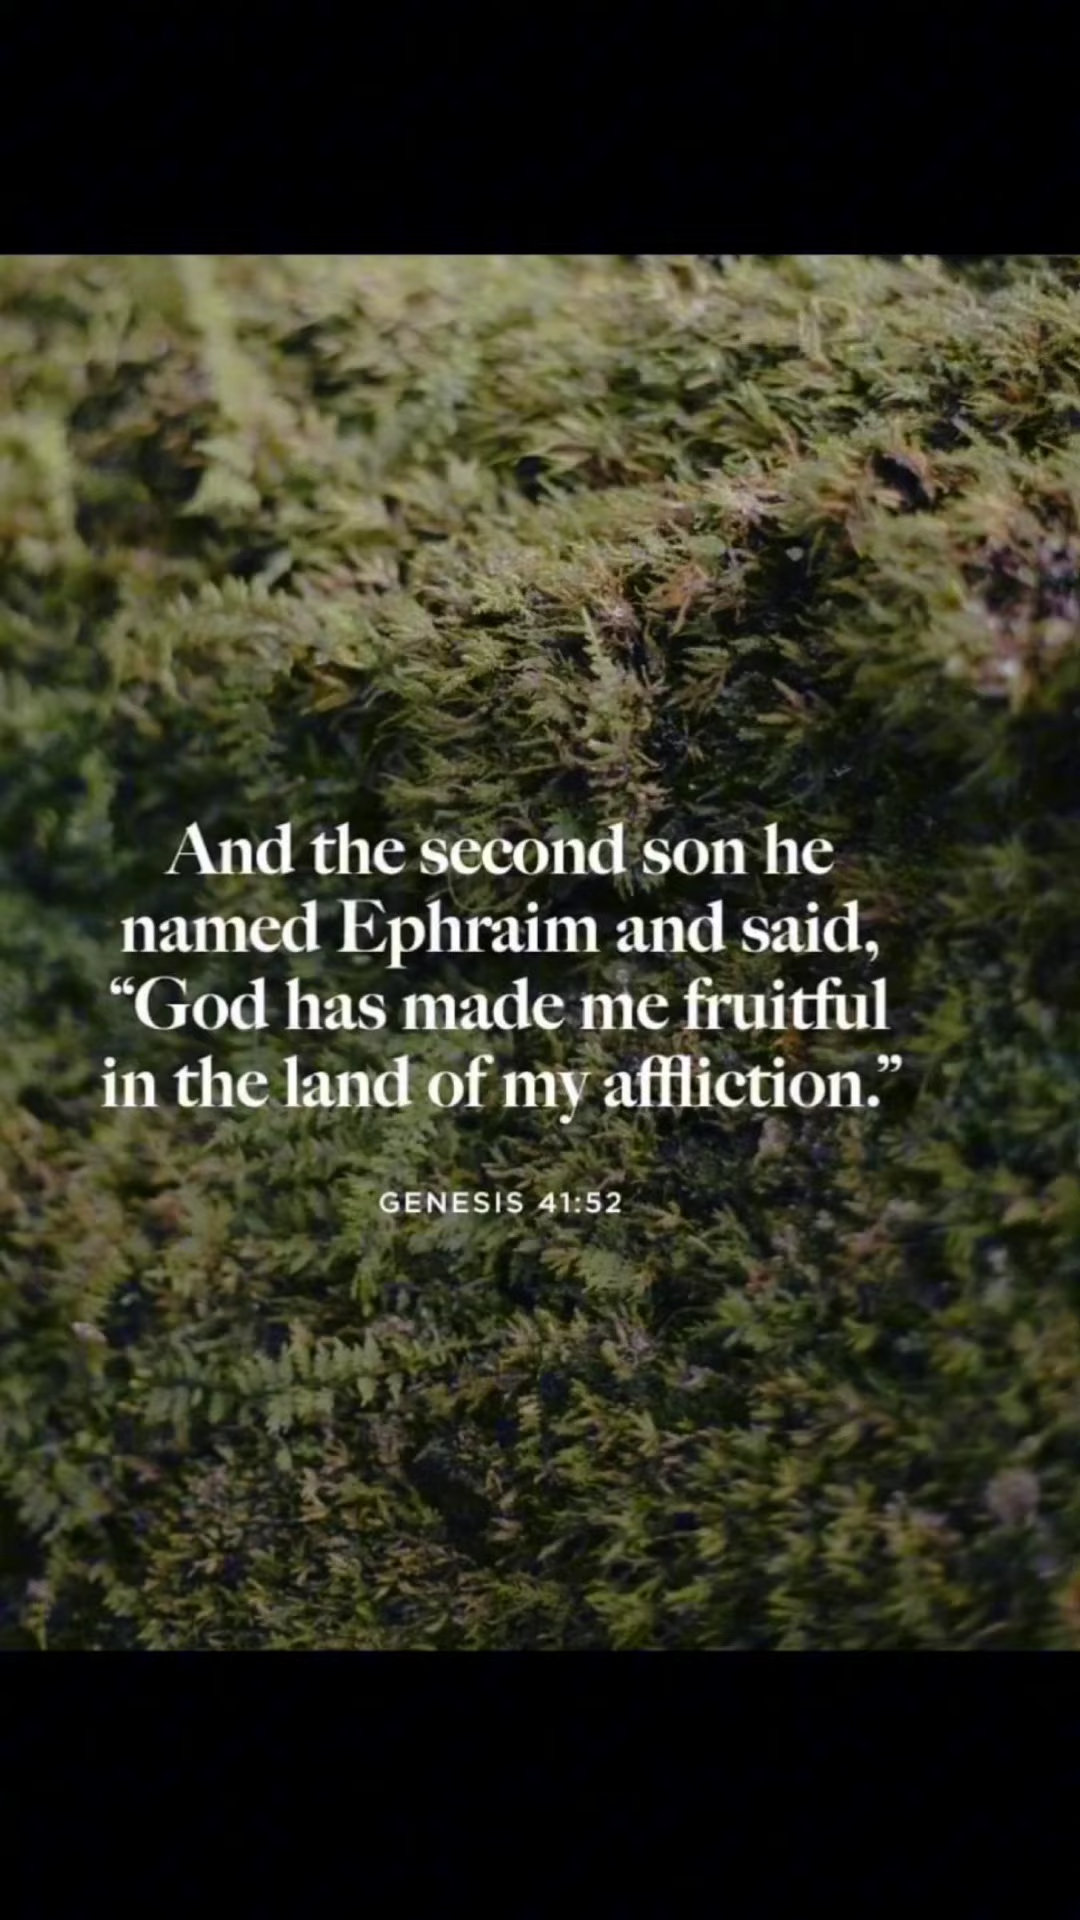 And the second son he
named Ephraim and said,
“God has made me fruitful
in the land of my affliction.”
GENESIS 41:52